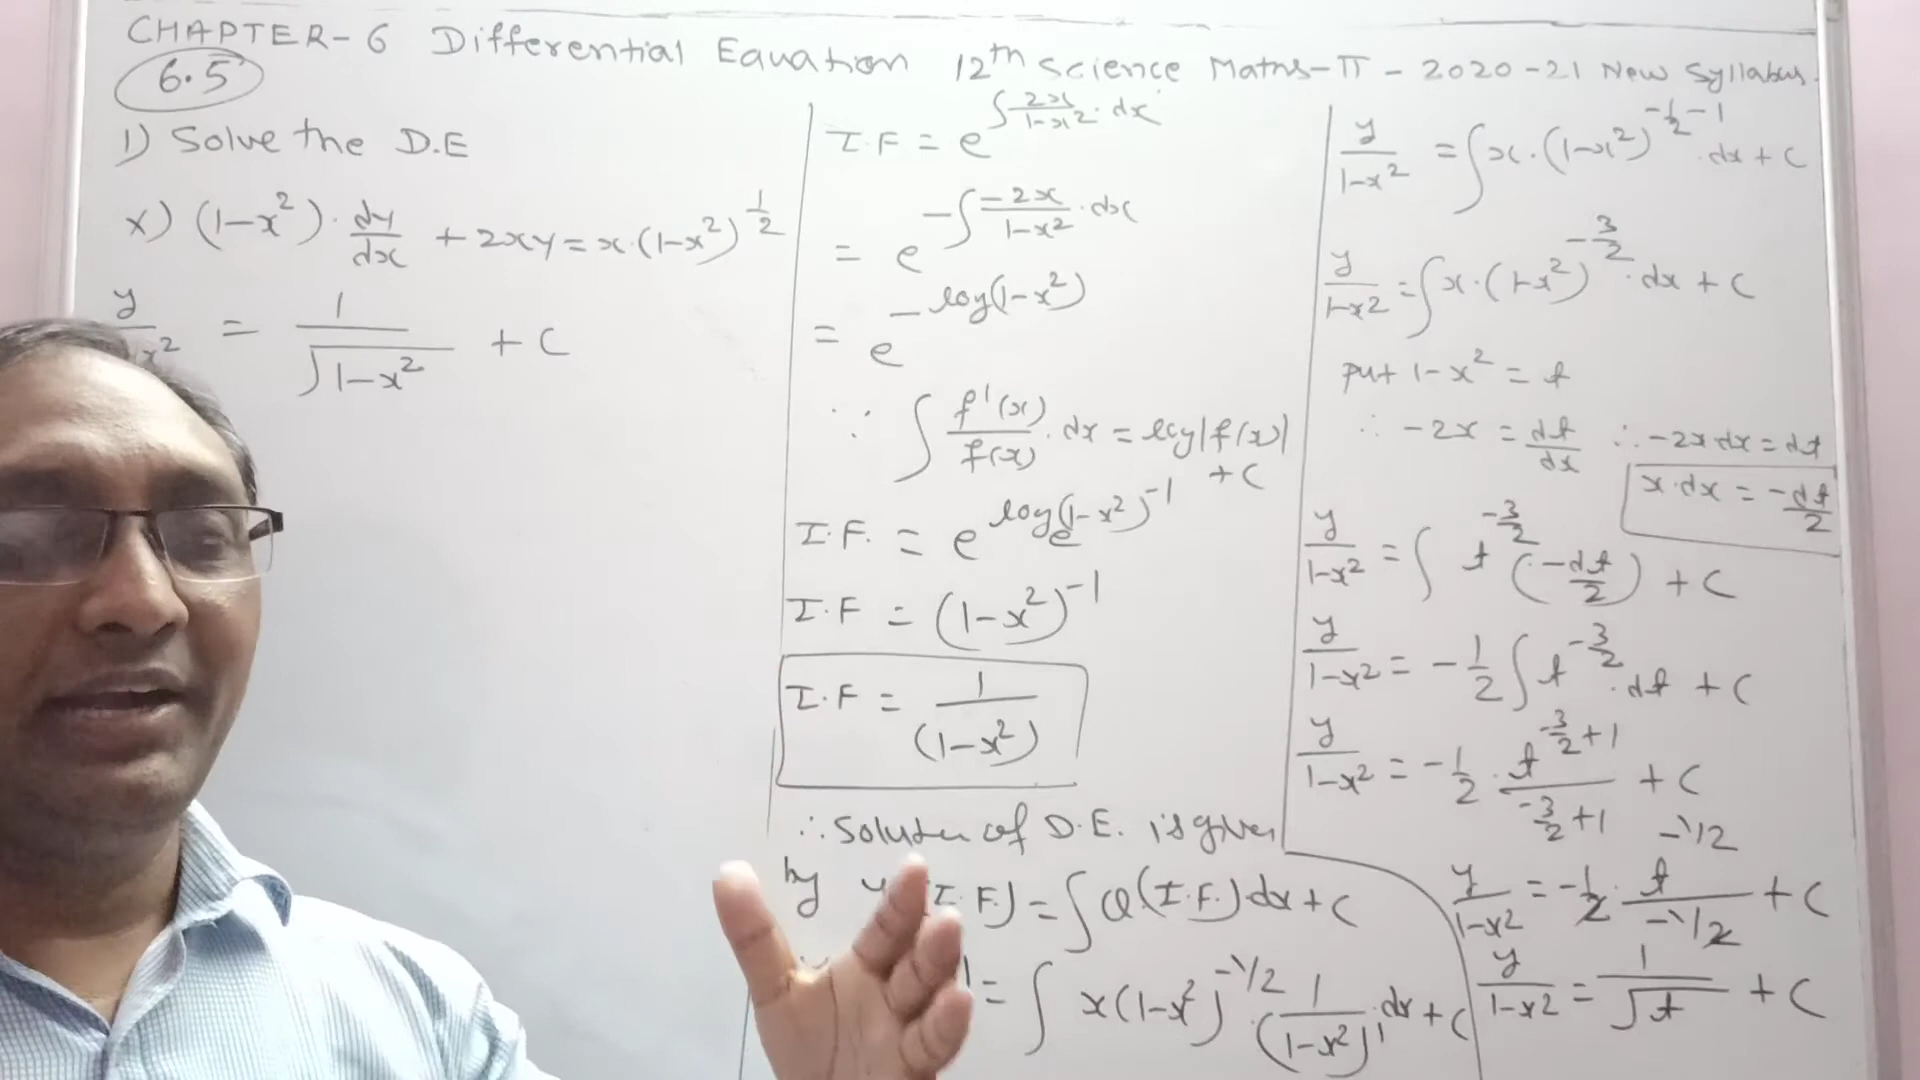 CHAPTER-6 Differential Equation 12th Science Maths-II - 2020-21 New Syllabus.
6.5
1) Solve the D.E
x) (1-x²)·dy/dx + 2xy = x·(1-x²)^(1/2)
= 1/√(1-x²) + C
I.F = e^(∫2x/(1-x²)·dx)
= e^(-∫-2x/(1-x²)·dx)
= e^(-log(1-x²))
∵ ∫f'(x)/f(x)·dx = log|f(x)| + C
I.F. = e^(log_e(1-x²)^-1)
I.F = (1-x²)^-1
I.F = 1/(1-x²)
∴ Solution of D.E. is given
by (I.F.) = ∫Q.(I.F.)dx + C
= ∫x(1-x²)^(-1/2)·1/(1-x²)^1·dx + C
y/(1-x²) = ∫x·(1-x²)^(-1/2-1)·dx + C
y/(1-x²) = ∫x·(1-x²)^(-3/2)·dx + C
put 1-x² = t
∴ -2x = dt/dx ∴ -2x dx = dt
x·dx = -dt/2
y/(1-x²) = ∫t^(-3/2)(-dt/2) + C
y/(1-x²) = -1/2∫t^(-3/2)·dt + C
y/(1-x²) = -1/2·t^(-3/2+1)/(-3/2+1) + C
y/(1-x²) = -1/2·t^(-1/2)/(-1/2) + C
y/(1-x²) = 1/√t + C